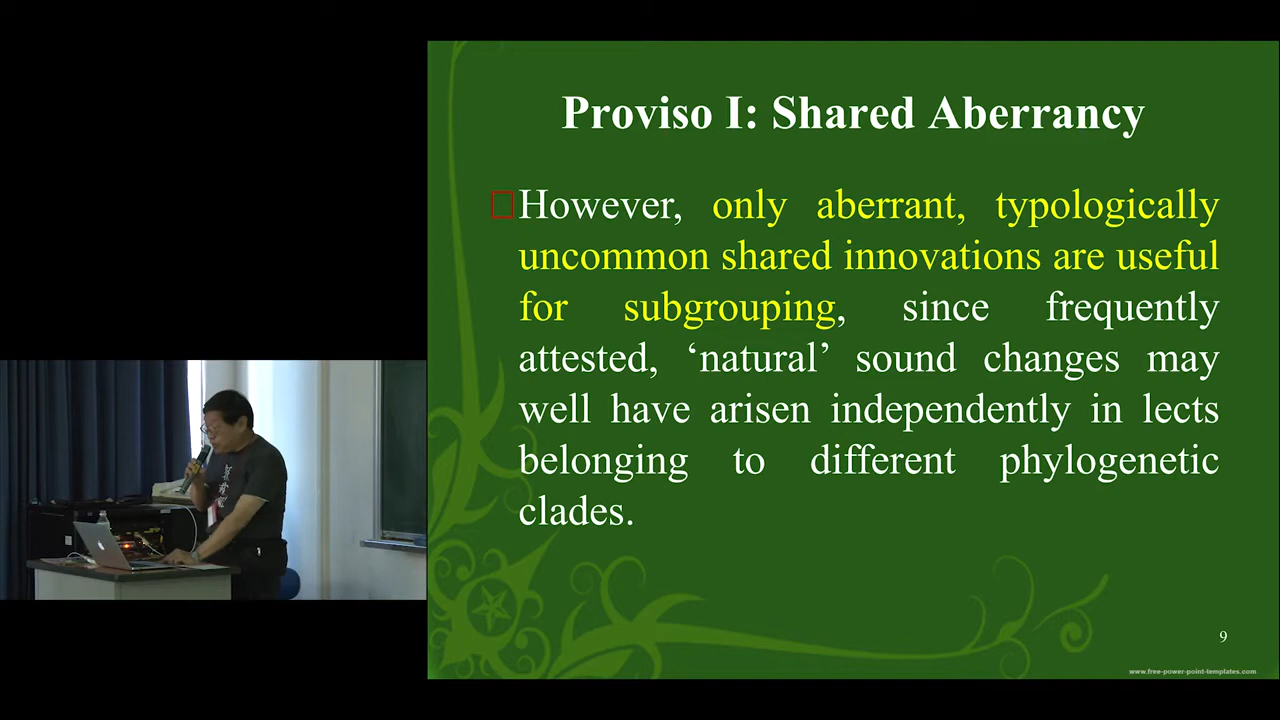 Proviso I: Shared Aberrancy
However, only aberrant, typologically
uncommon shared innovations are useful
for subgrouping, since frequently
attested, ‘natural’ sound changes may
well have arisen independently in lects
belonging to different phylogenetic
clades.
9
www.free-power-point-templates.com